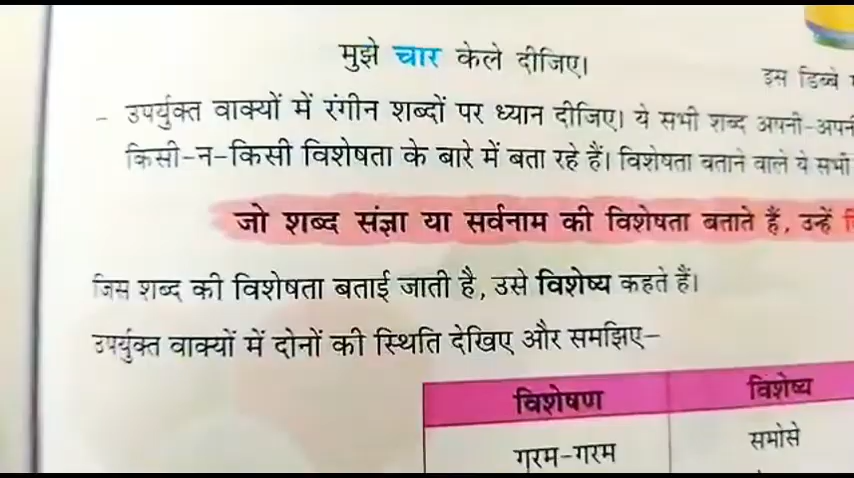 मुझे चार केले दीजिए।
इस डिब्बे
- उपर्युक्त वाक्यों में रंगीन शब्दों पर ध्यान दीजिए। ये सभी शब्द अपनी-अपनी
किसी-न-किसी विशेषता के बारे में बता रहे हैं। विशेषता बताने वाले ये सभी
जो शब्द संज्ञा या सर्वनाम की विशेषता बताते हैं, उन्हें
जिस शब्द की विशेषता बताई जाती है, उसे विशेष्य कहते हैं।
उपर्युक्त वाक्यों में दोनों की स्थिति देखिए और समझिए–
विशेषण विशेष्य
गरम-गरम समोसे